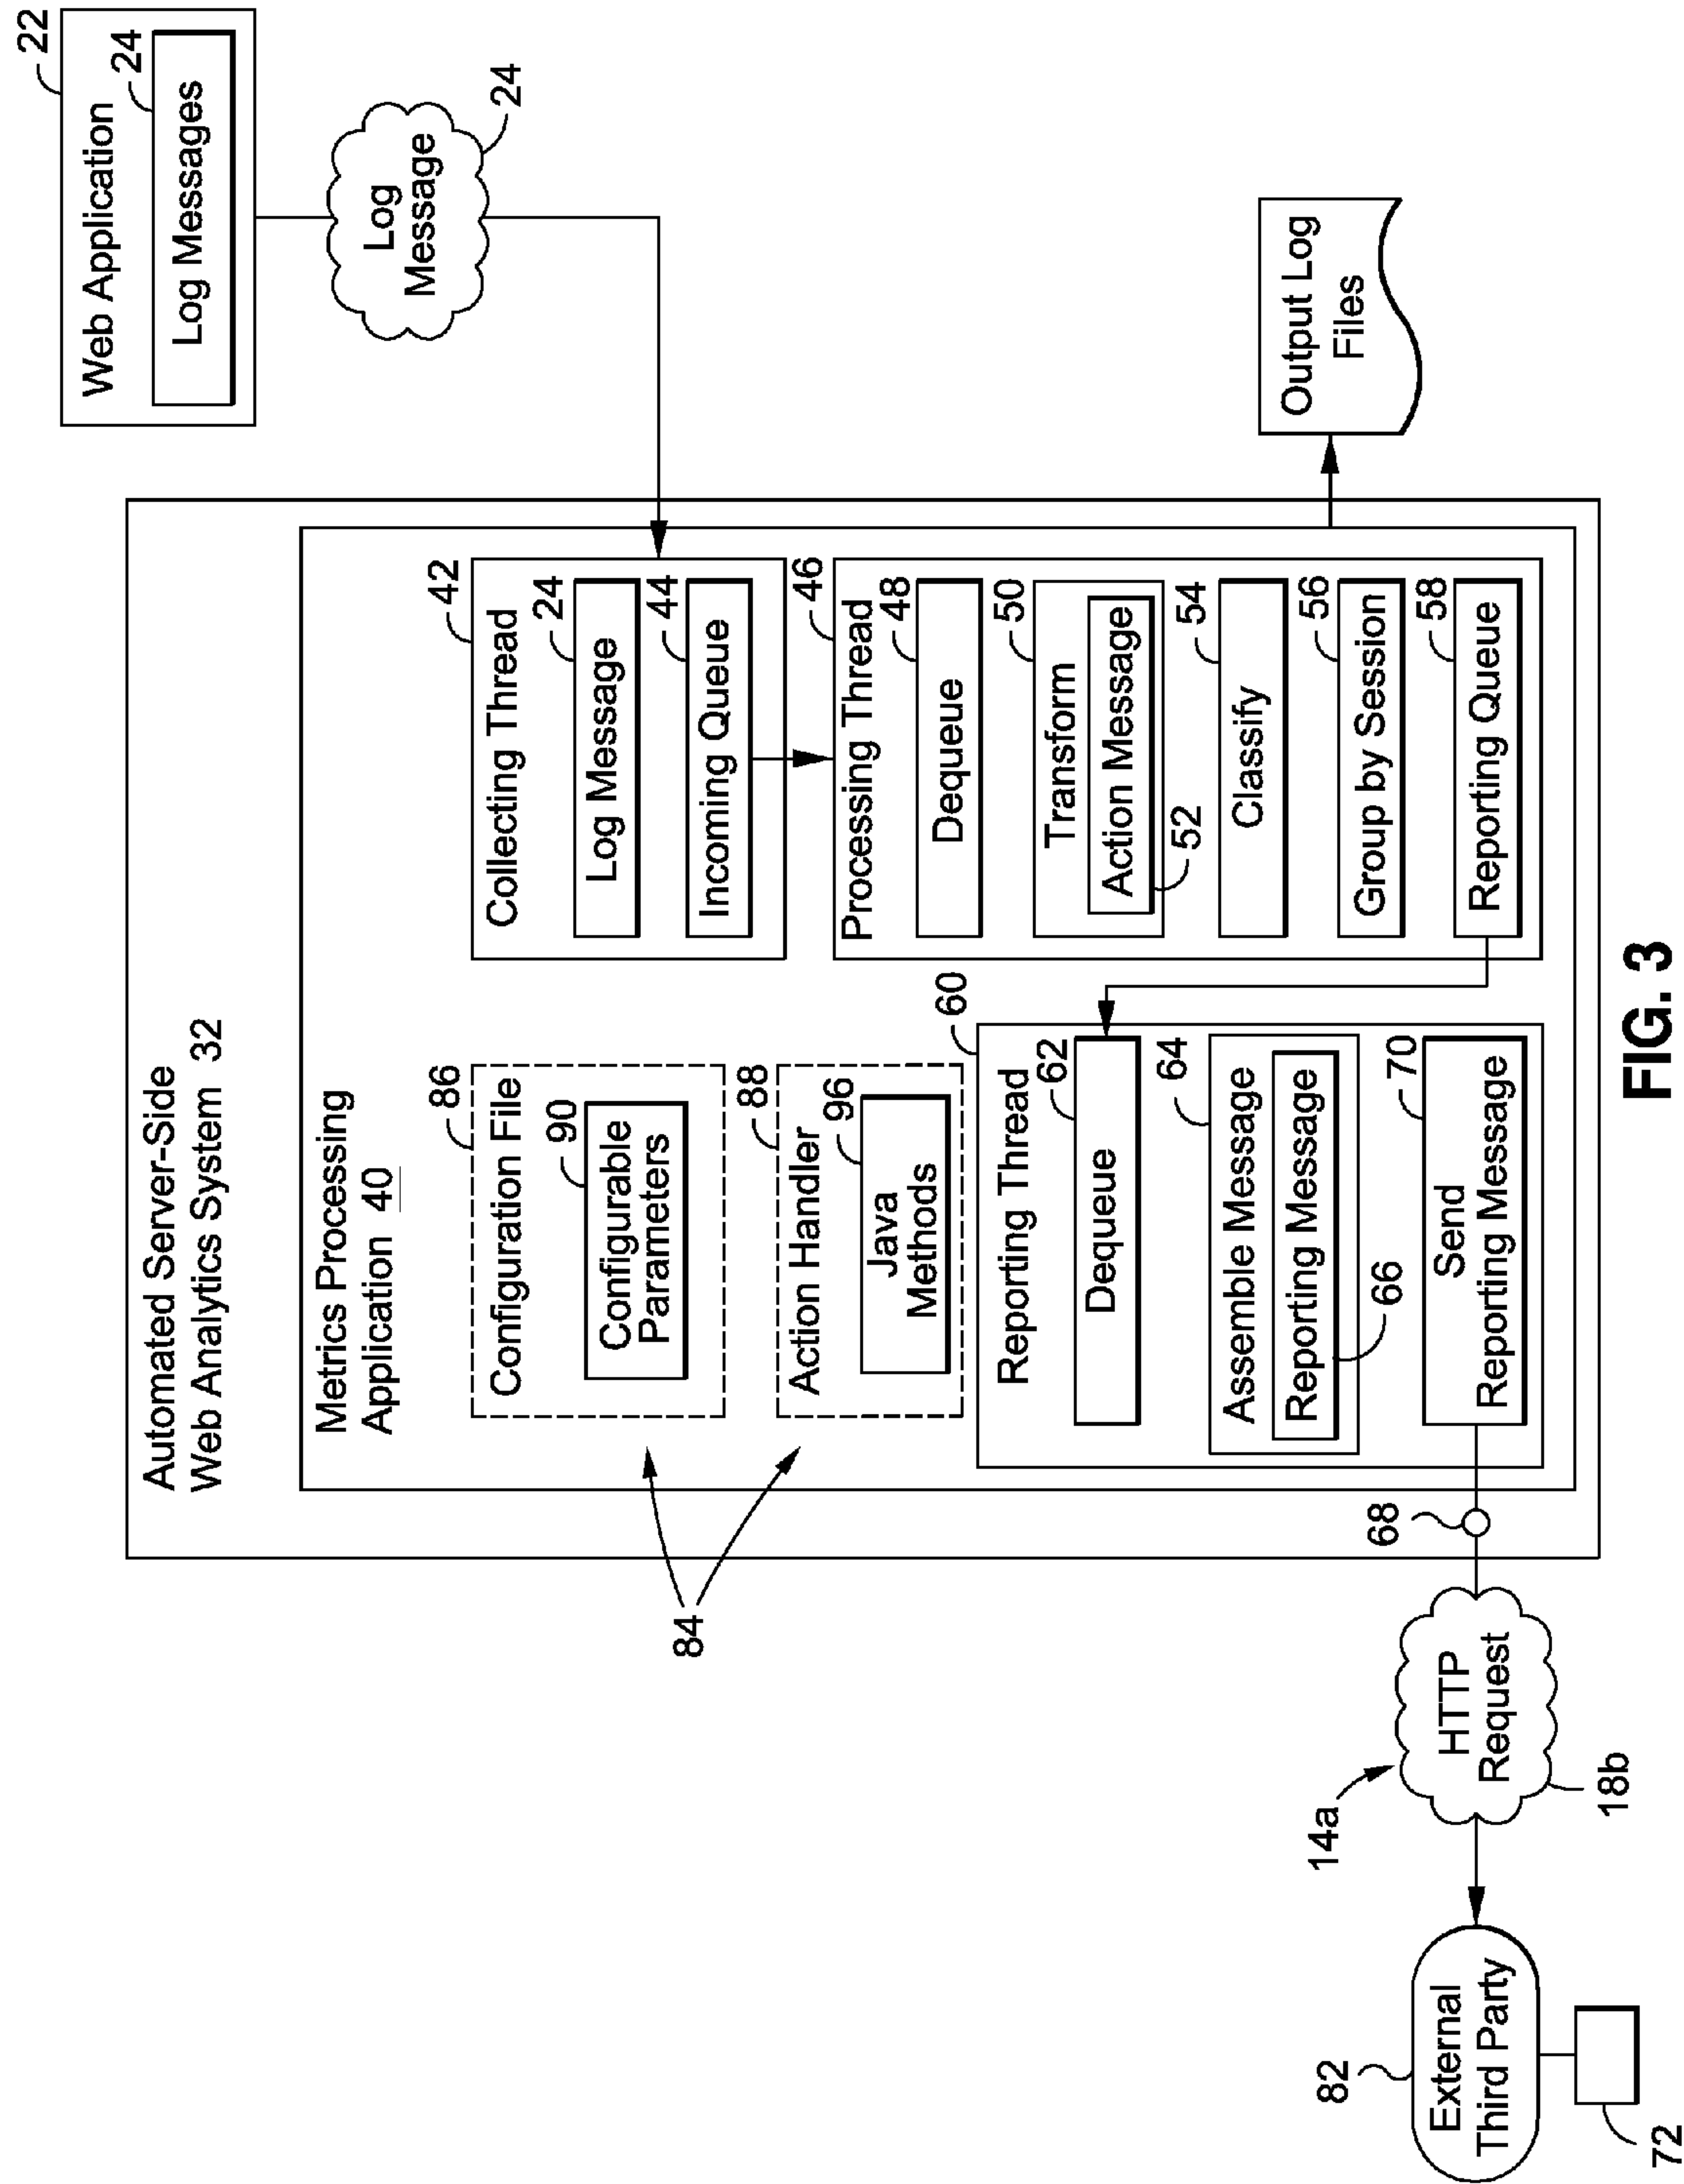 Automated Server-Side
Web Analytics System 32
Metrics Processing
Application 40
86
Configuration File
90
Configurable
Parameters
88
Action Handler
96
Java
Methods
84
42
Collecting Thread
24
Log Message
44
Incoming Queue
46
Processing Thread
48
Dequeue
50
Transform
Action Message
52
54
Classify
56
Group by Session
58
Reporting Queue
60
Reporting Thread
62
Dequeue
64
Assemble Message
Reporting Message
66
70
Send
Reporting Message
68
22
Web Application
24
Log Messages
Log
Message
24
Output Log
Files
HTTP
Request
14a
18b
82
External
Third Party
72
FIG. 3